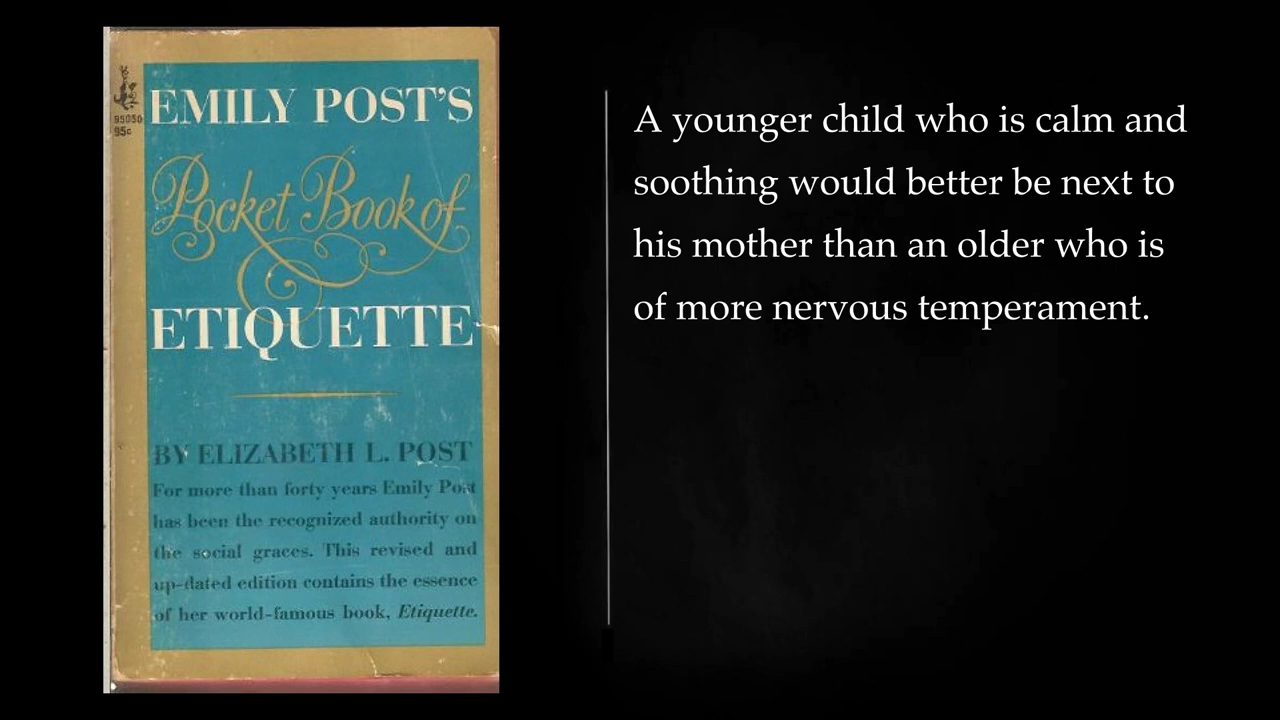 95050
95c
EMILY POST'S
Pocket Book of
ETIQUETTE
BY ELIZABETH L. POST
For more than forty years Emily Post
has been the recognized authority on
the social graces. This revised and
up-dated edition contains the essence
of her world-famous book, Etiquette.
A younger child who is calm and
soothing would better be next to
his mother than an older who is
of more nervous temperament.